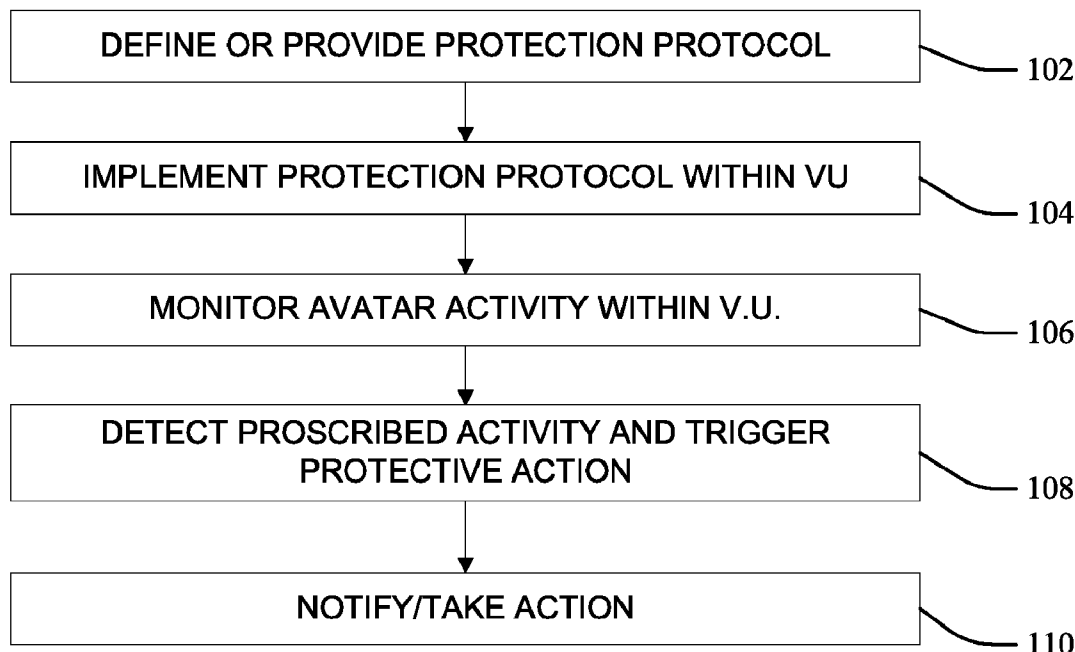 DEFINE OR PROVIDE PROTECTION PROTOCOL
102
IMPLEMENT PROTECTION PROTOCOL WITHIN VU
104
MONITOR AVATAR ACTIVITY WITHIN V.U.
106
DETECT PROSCRIBED ACTIVITY AND TRIGGER
PROTECTIVE ACTION
108
NOTIFY/TAKE ACTION
110